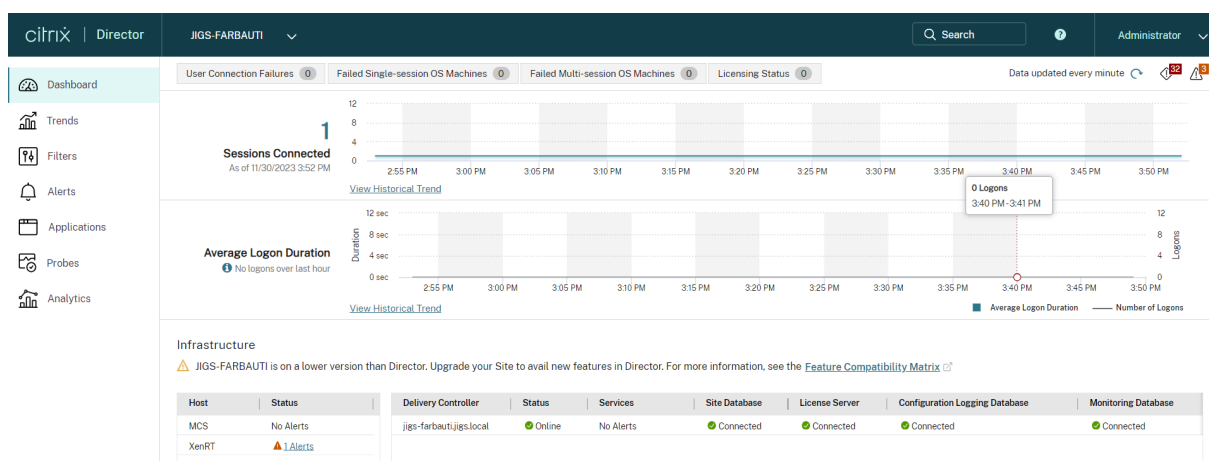 citrix | Director
JIGS-FARBAUTI
Search
Administrator
Dashboard
Trends
Filters
Alerts
Applications
Probes
Analytics
User Connection Failures 0
Failed Single-session OS Machines 0
Failed Multi-session OS Machines 0
Licensing Status 0
Data updated every minute
32
3
1
Sessions Connected
As of 11/30/2023 3:52 PM
12
8
4
0
2:55 PM 3:00 PM 3:05 PM 3:10 PM 3:15 PM 3:20 PM 3:25 PM 3:30 PM 3:35 PM 3:40 PM 3:45 PM 3:50 PM
View Historical Trend
0 Logons
3:40 PM-3:41 PM
Average Logon Duration
No logons over last hour
Duration
12 sec
8 sec
4 sec
0 sec
12
8
4
0
Logons
2:55 PM 3:00 PM 3:05 PM 3:10 PM 3:15 PM 3:20 PM 3:25 PM 3:30 PM 3:35 PM 3:40 PM 3:45 PM 3:50 PM
View Historical Trend
Average Logon Duration
Number of Logons
Infrastructure
JIGS-FARBAUTI is on a lower version than Director. Upgrade your Site to avail new features in Director. For more information, see the Feature Compatibility Matrix
Host Status
MCS No Alerts
XenRT 1 Alerts
Delivery Controller Status Services Site Database License Server Configuration Logging Database Monitoring Database
jigs-farbauti.jigs.local Online No Alerts Connected Connected Connected Connected